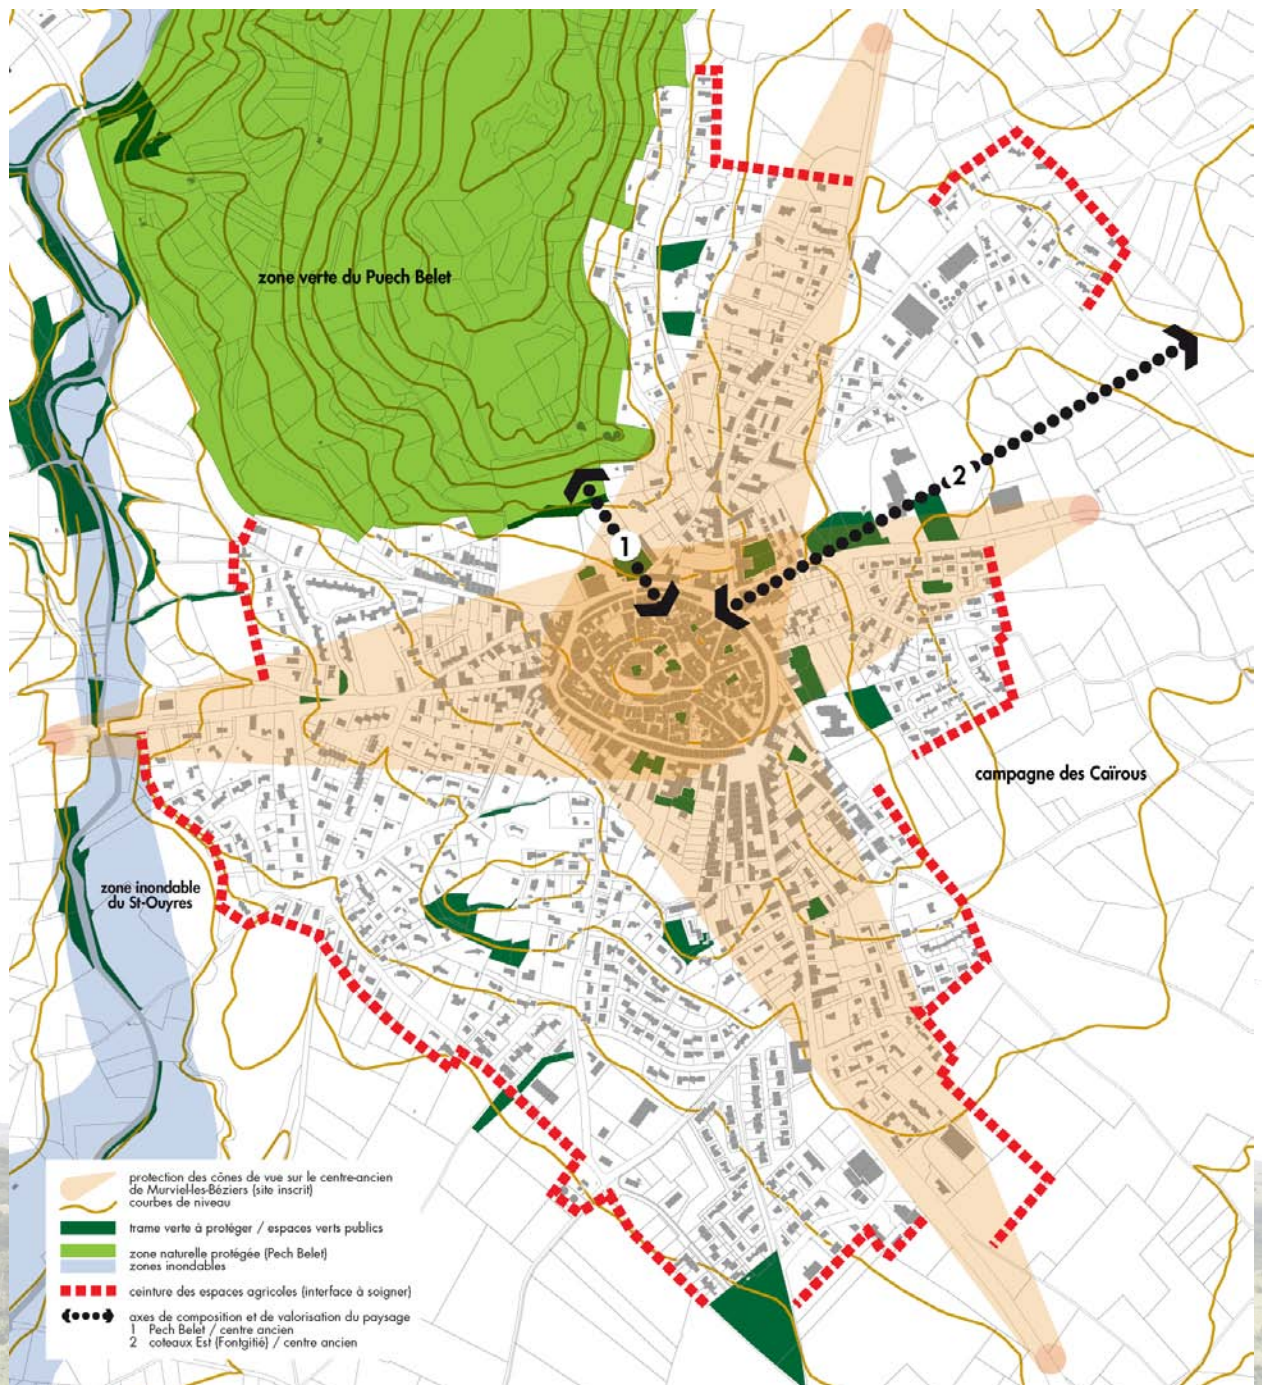 zone verte du Puech Belet
2
1
campagne des Caïrous
zone inondable
du St-Ouyres
protection des cônes de vue sur le centre-ancien
de Murviel-les-Béziers (site inscrit)
courbes de niveau
trame verte à protéger / espaces verts publics
zone naturelle protégée (Pech Belet)
zones inondables
ceinture des espaces agricoles (interface à soigner)
axes de composition et de valorisation du paysage
1 Pech Belet / centre ancien
2 coteaux Est (Fontgitié) / centre ancien